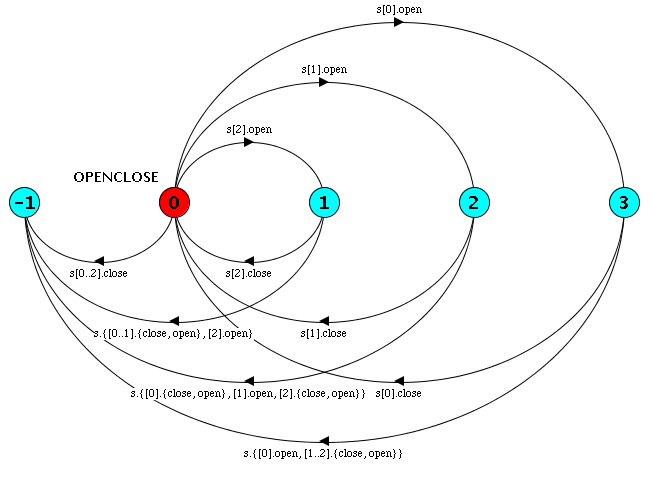 s[0].open
s[1].open
s[2].open
OPENCLOSE
-1
0
1
2
3
s[0..2].close
s[2].close
s.{[0..1].{close, open}, [2].open}
s[1].close
s.{[0].{close, open}, [1].open, [2].{close, open}}
s[0].close
s.{[0].open, [1..2].{close, open}}